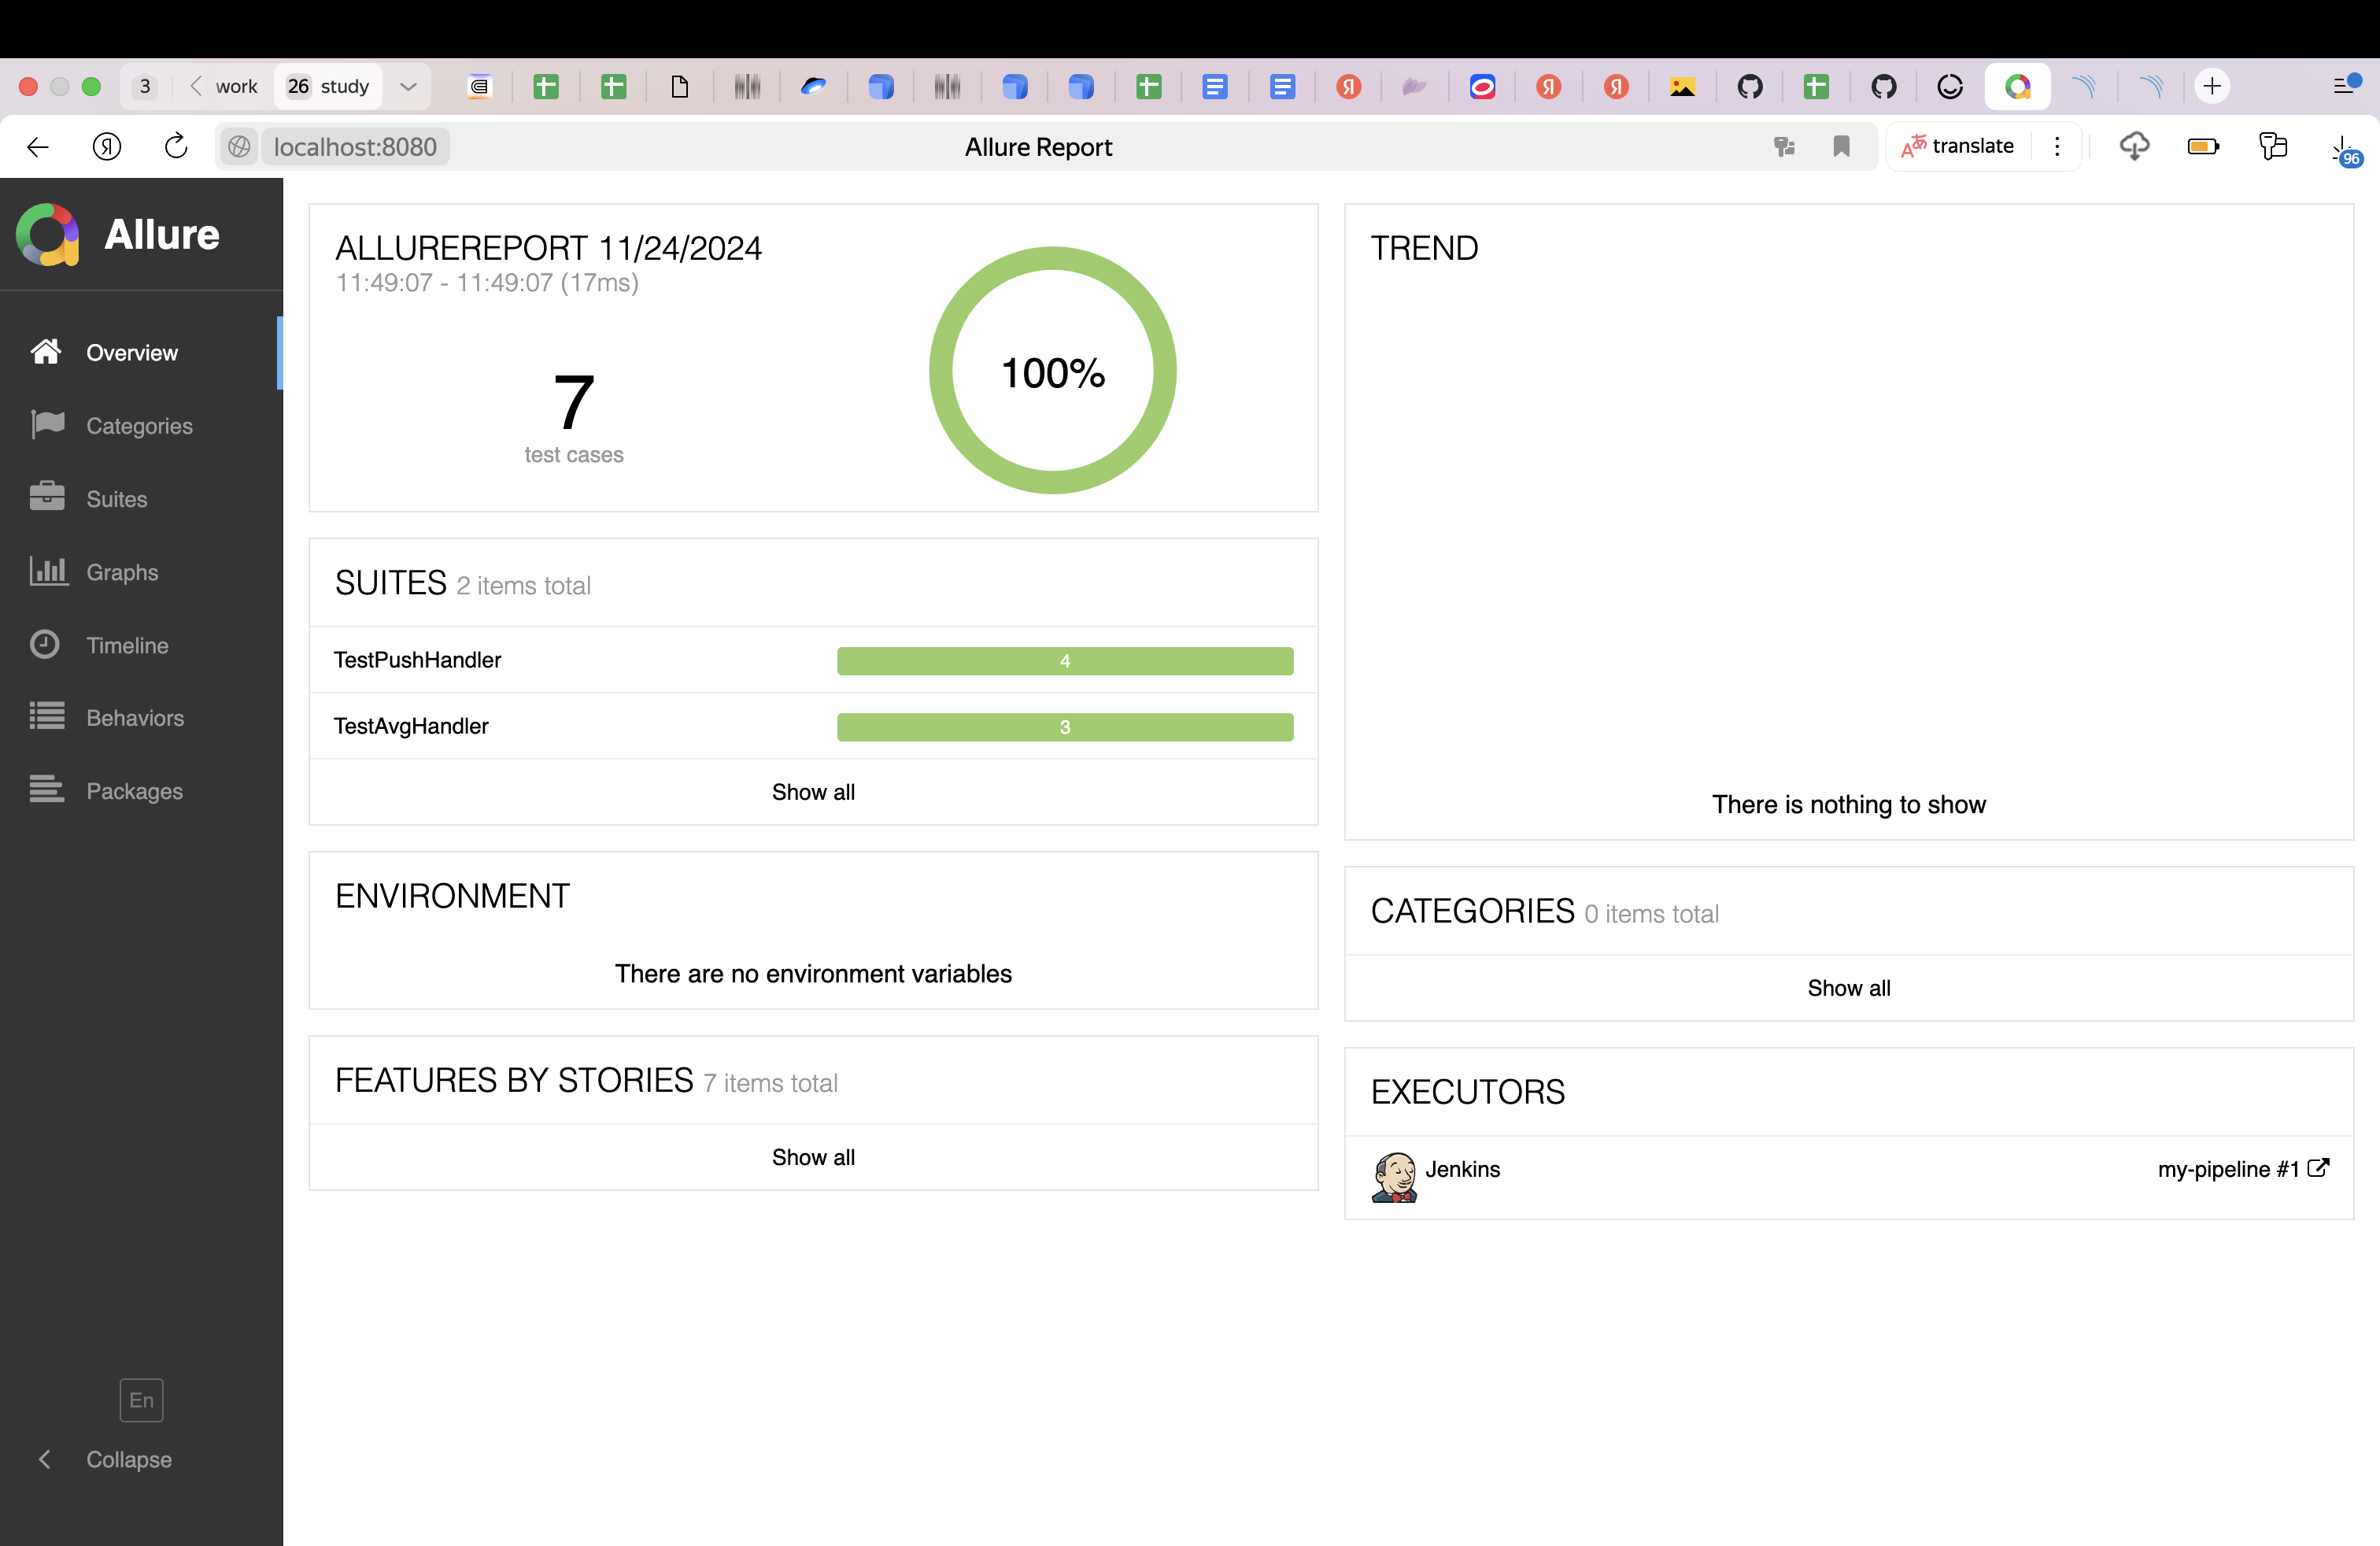 3
work
26 study
localhost:8080
Allure Report
translate
96
Allure
Overview
Categories
Suites
Graphs
Timeline
Behaviors
Packages
En
Collapse
ALLUREREPORT 11/24/2024
11:49:07 - 11:49:07 (17ms)
7
test cases
100%
SUITES 2 items total
TestPushHandler 4
TestAvgHandler 3
Show all
ENVIRONMENT
There are no environment variables
FEATURES BY STORIES 7 items total
Show all
TREND
There is nothing to show
CATEGORIES 0 items total
Show all
EXECUTORS
Jenkins my-pipeline #1